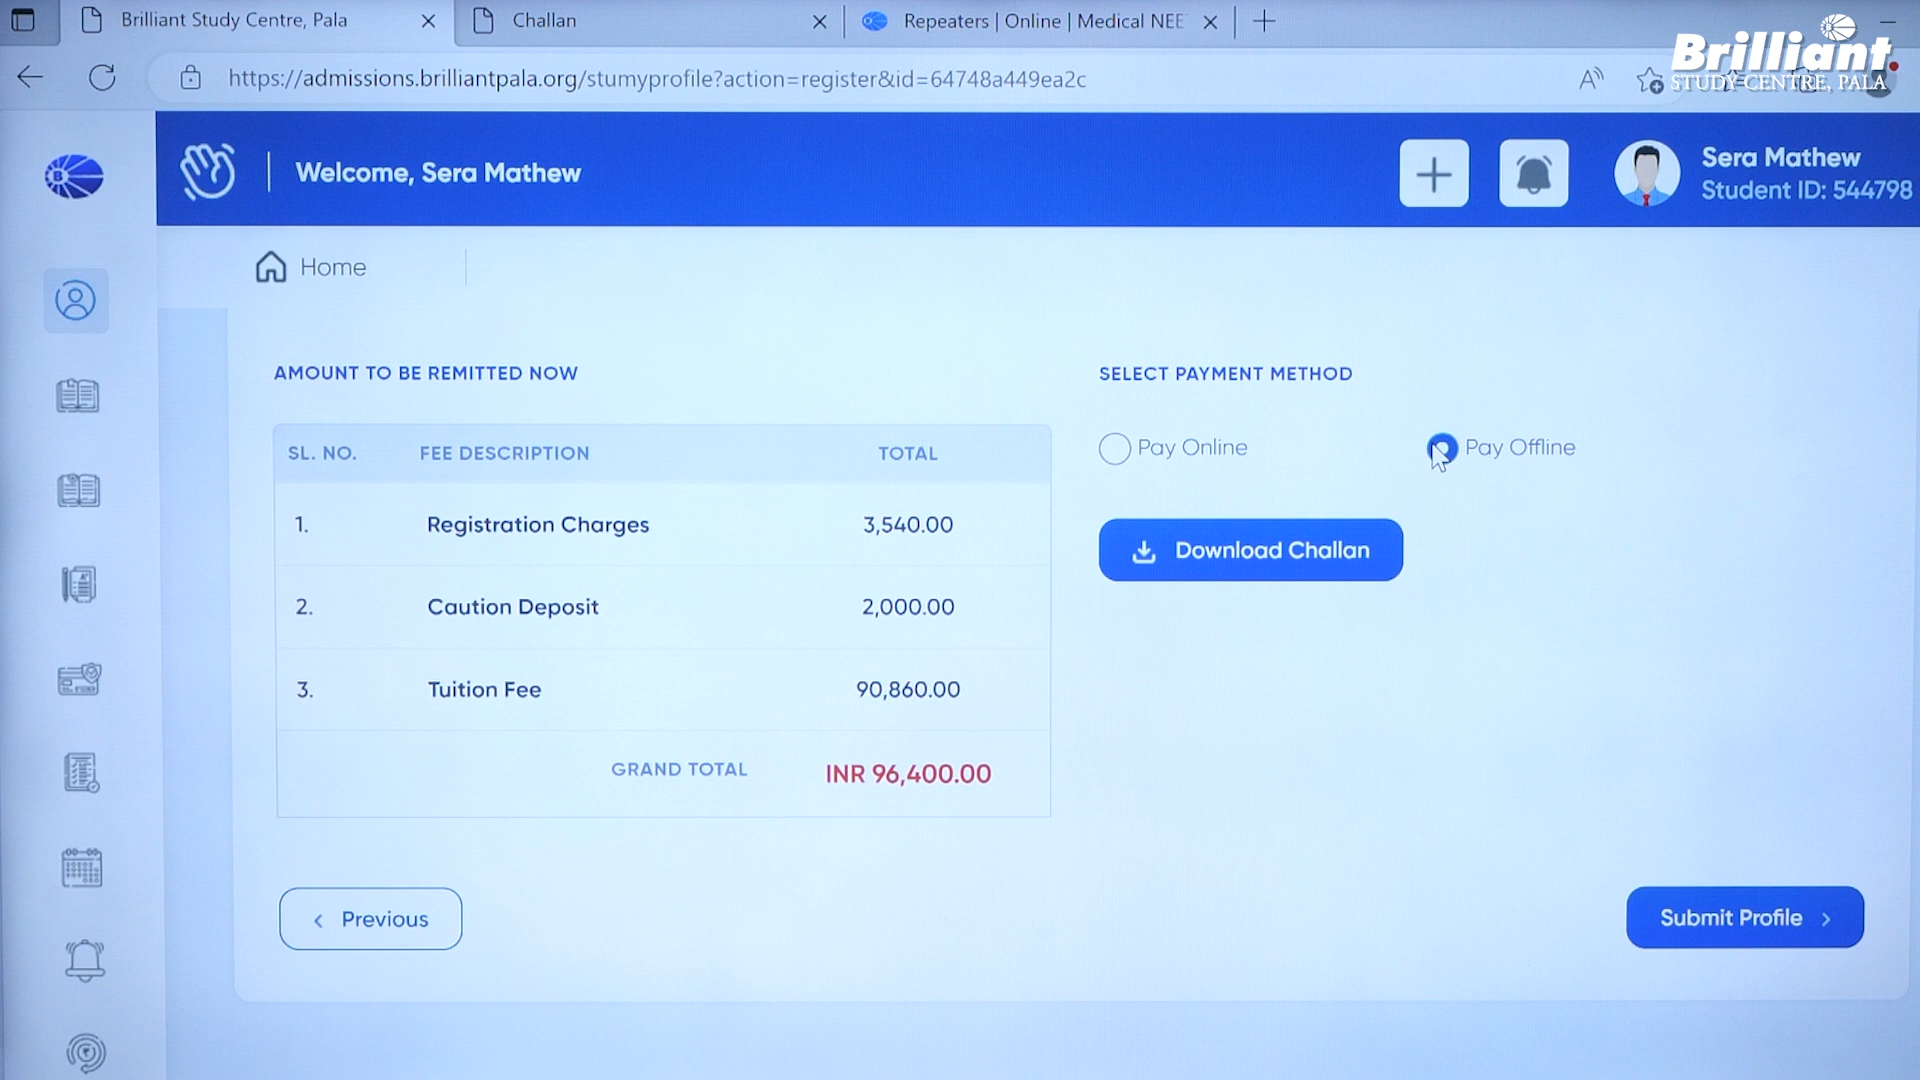 Brilliant Study Centre, Pala
Challan
Repeaters | Online | Medical NEE
https://admissions.brilliantpala.org/stumyprofile?action=register&id=64748a449ea2c
Brilliant
STUDY CENTRE, PALA
Welcome, Sera Mathew
Sera Mathew
Student ID: 544798
Home
AMOUNT TO BE REMITTED NOW
SELECT PAYMENT METHOD
SL. NO. FEE DESCRIPTION TOTAL
Pay Online Pay Offline
1. Registration Charges 3,540.00
Download Challan
2. Caution Deposit 2,000.00
3. Tuition Fee 90,860.00
GRAND TOTAL INR 96,400.00
< Previous
Submit Profile >